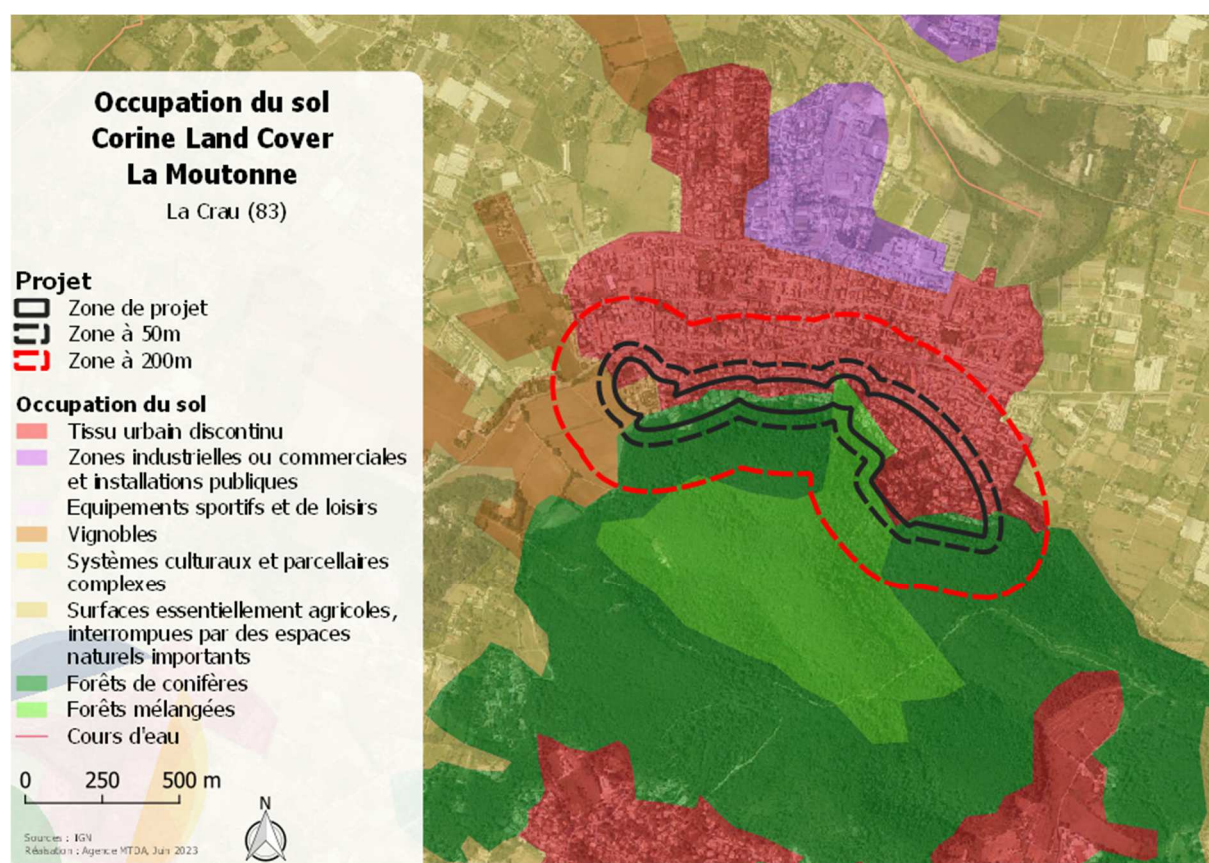 Occupation du sol
Corine Land Cover
La Moutonne
La Crau (83)
Projet
Zone de projet
Zone à 50m
Zone à 200m
Occupation du sol
Tissu urbain discontinu
Zones industrielles ou commerciales
et installations publiques
Equipements sportifs et de loisirs
Vignobles
Systèmes culturaux et parcellaires
complexes
Surfaces essentiellement agricoles,
interrompues par des espaces
naturels importants
Forêts de conifères
Forêts mélangées
Cours d'eau
0 250 500 m
N
Sources : IGN
Réalisation : Agence MTDA, Juin 2023